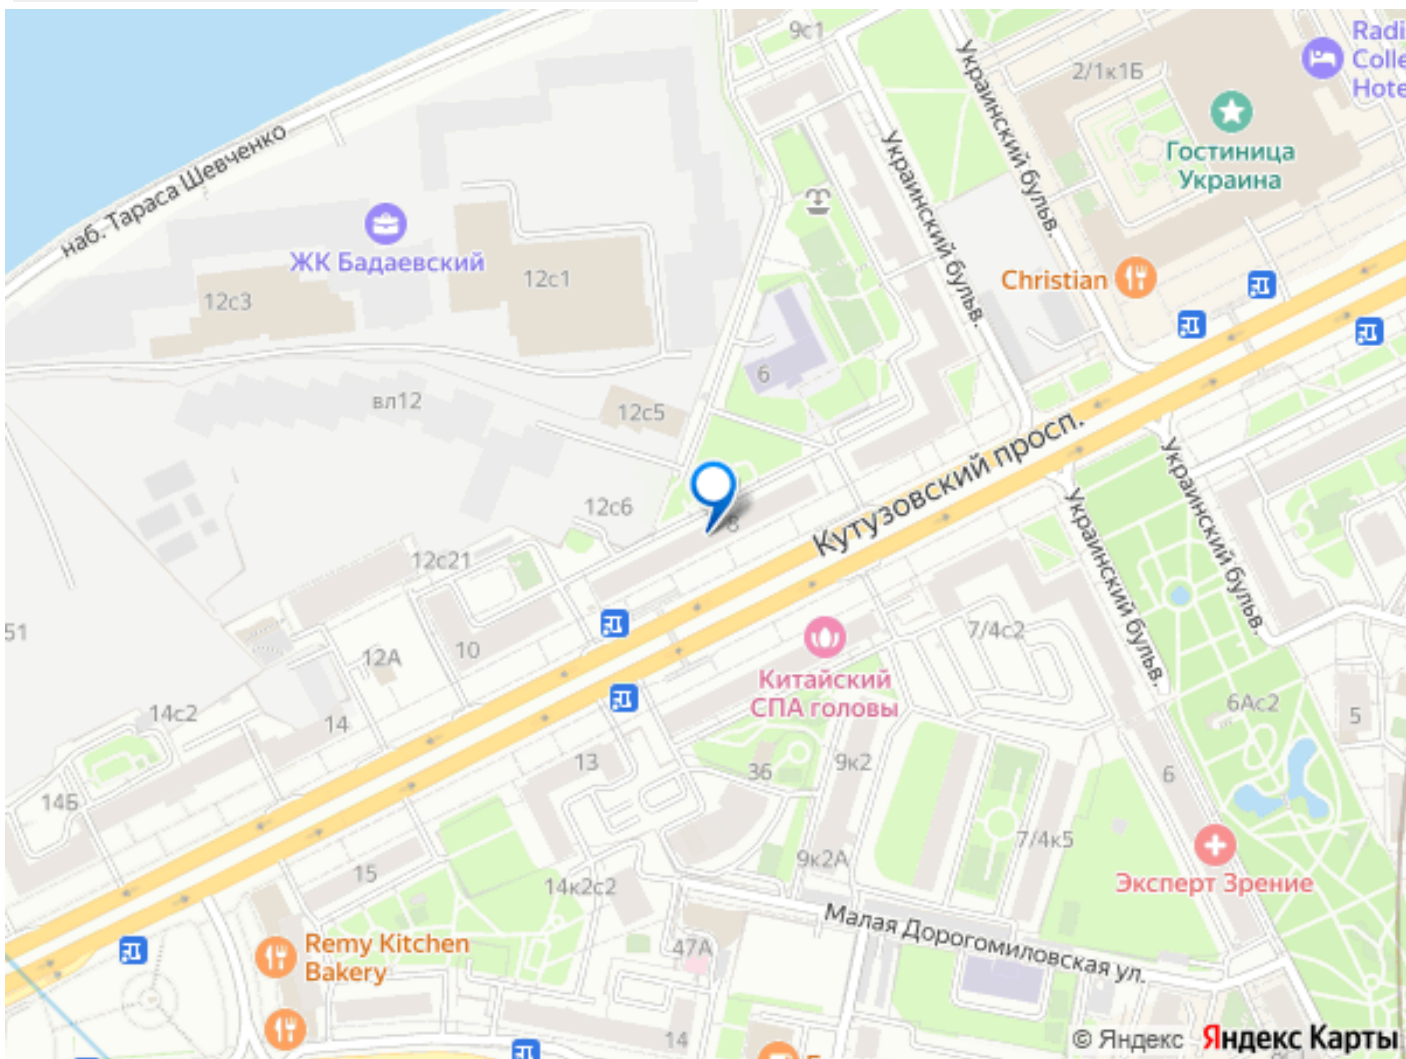 9с1
Radi
Colle
Hote
2/1к1Б
Украинский бульв.
Украинский бульв.
Гостиница
Украина
наб. Тараса Шевченко
ЖК Бадаевский
12с3
12с1
Christian
6
вл12
12с5
Кутузовский просп.
8
12с6
12с21
Украинский бульв.
Украинский бульв.
51
10
12А
7/4с2
Китайский
СПА головы
14с2
14
6Ас2
5
13
36
9к2
6
14Б
7/4к5
15
14к2с2
9к2А
Эксперт Зрение
Малая Дорогомиловская ул.
Remy Kitchen
Bakery
47А
14
© Яндекс Яндекс Карты